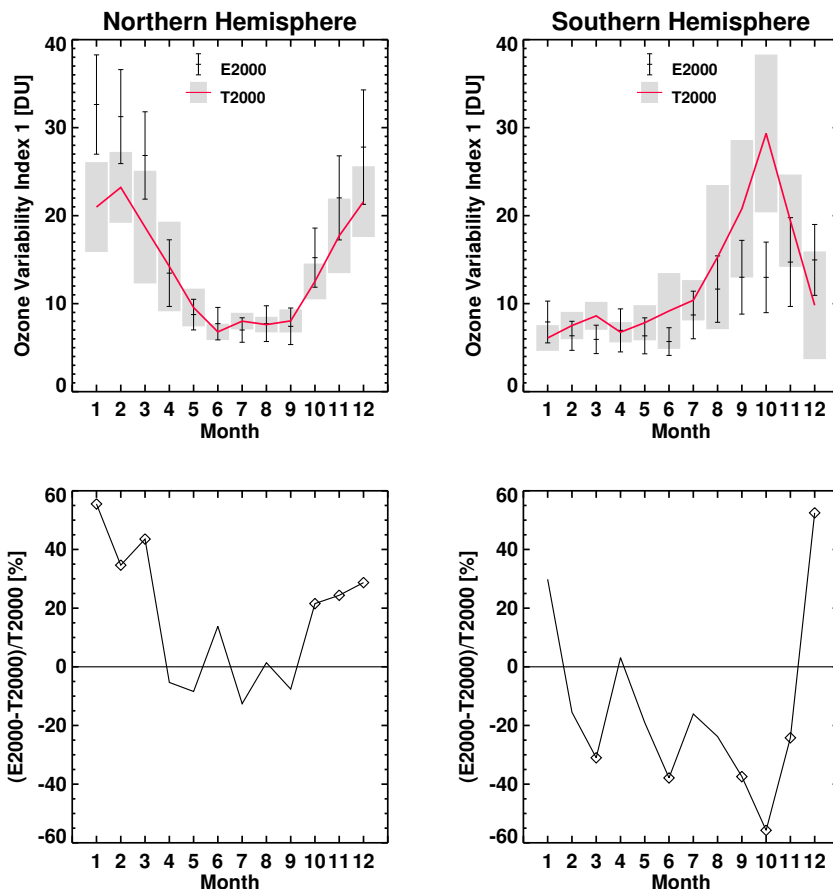 Northern Hemisphere
Ozone Variability Index 1 [DU]
40
30
20
10
0
E2000
T2000
1 2 3 4 5 6 7 8 9 10 11 12
Month
Southern Hemisphere
Ozone Variability Index 1 [DU]
40
30
20
10
0
E2000
T2000
1 2 3 4 5 6 7 8 9 10 11 12
Month
(E2000-T2000)/T2000 [%]
60
40
20
0
-20
-40
-60
1 2 3 4 5 6 7 8 9 10 11 12
Month
(E2000-T2000)/T2000 [%]
60
40
20
0
-20
-40
-60
1 2 3 4 5 6 7 8 9 10 11 12
Month